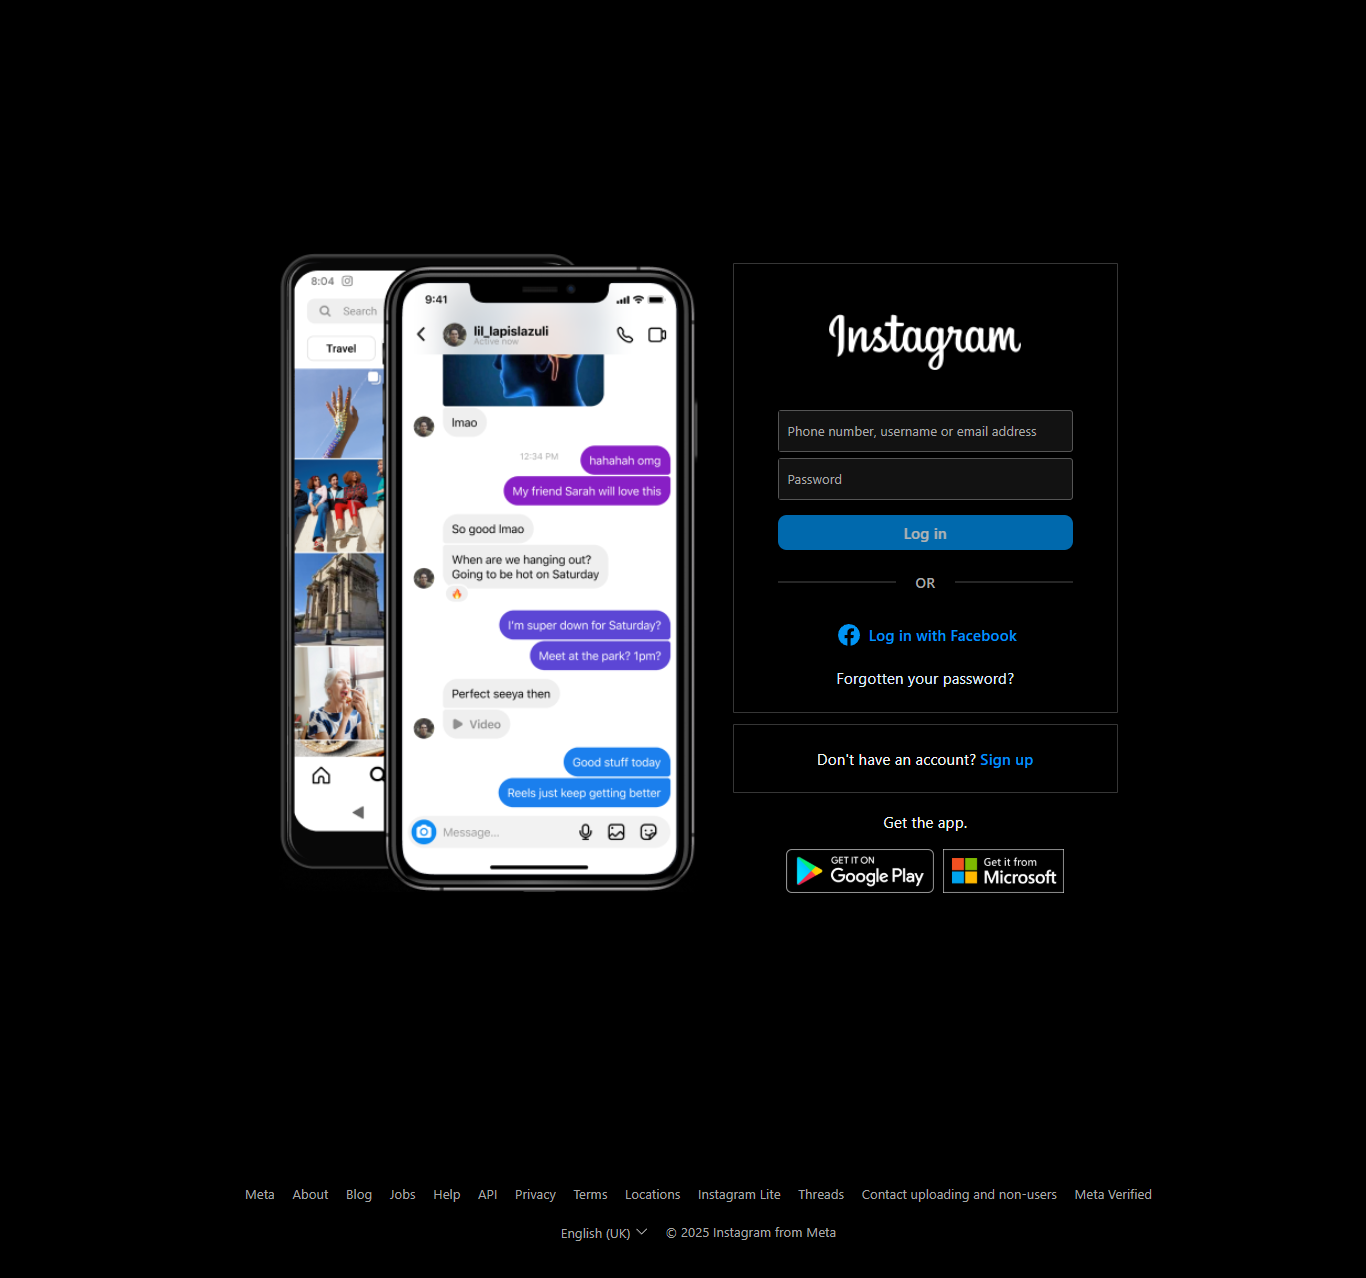 8:04
Search
Travel
9:41
lil_lapislazuli
Active now
lmao
12:34 PM
hahahah omg
My friend Sarah will love this
So good lmao
When are we hanging out?
Going to be hot on Saturday
I'm super down for Saturday?
Meet at the park? 1pm?
Perfect seeya then
Video
Good stuff today
Reels just keep getting better
Message...
Instagram
Phone number, username or email address
Password
Log in
OR
Log in with Facebook
Forgotten your password?
Don't have an account? Sign up
Get the app.
GET IT ON
Google Play
Get it from
Microsoft
Meta About Blog Jobs Help API Privacy Terms Locations Instagram Lite Threads Contact uploading and non-users Meta Verified
English (UK) © 2025 Instagram from Meta